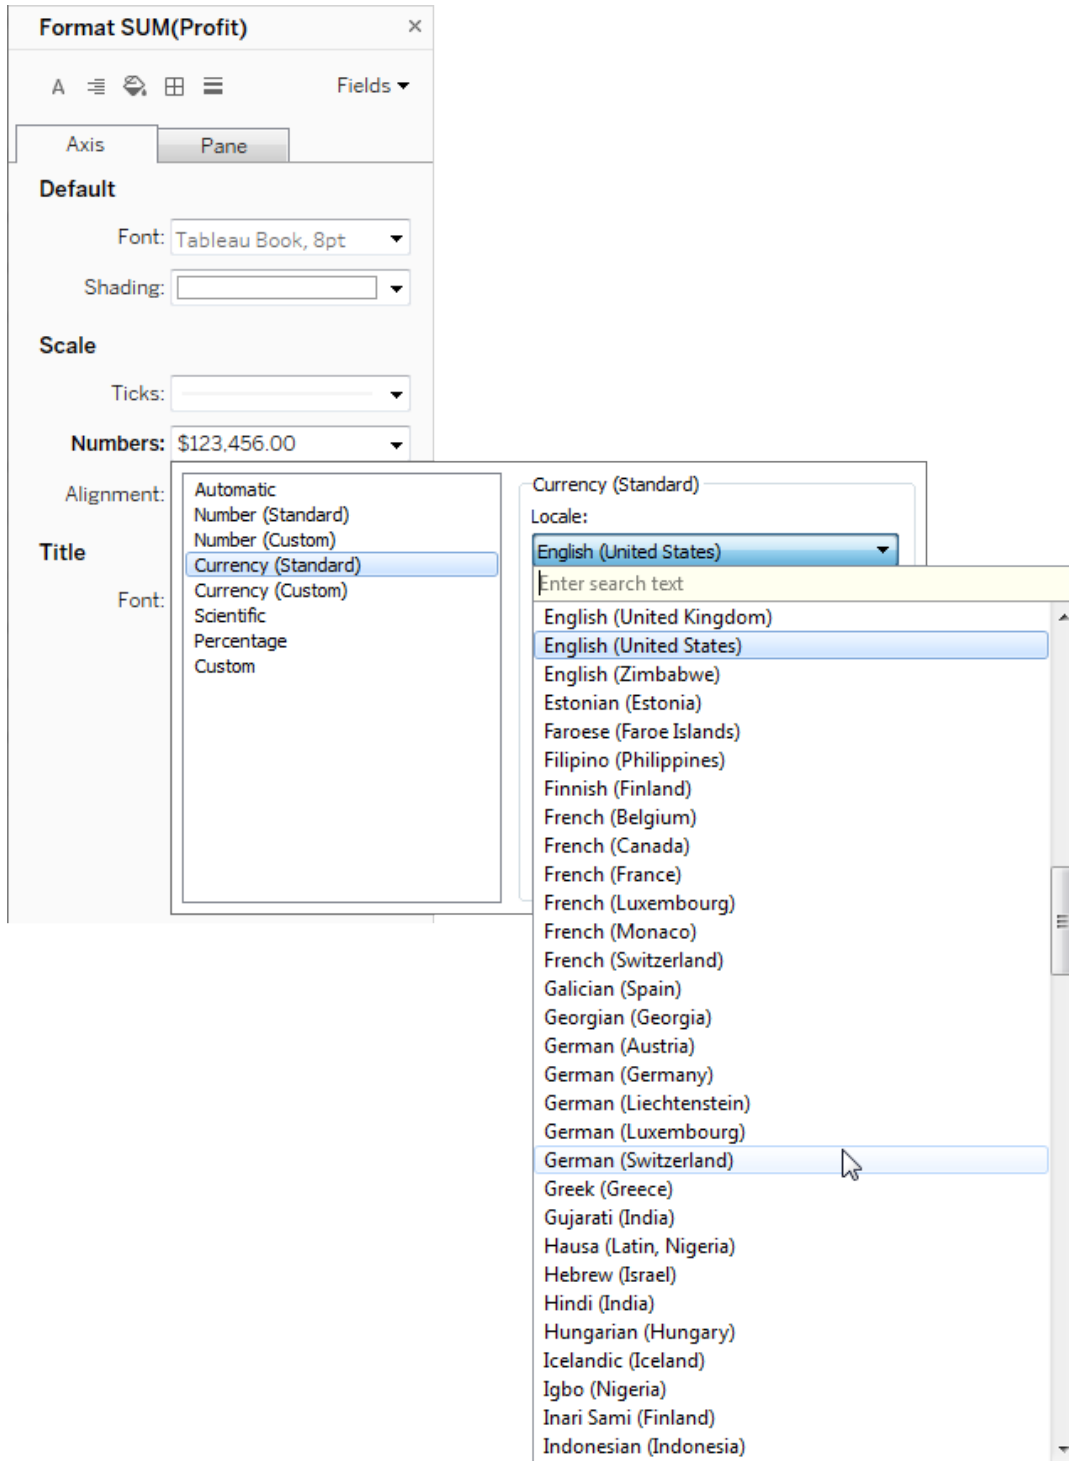 Format SUM(Profit)
A
Fields
Axis
Pane
Default
Font: Tableau Book, 8pt
Shading:
Scale
Ticks:
Numbers: $123,456.00
Alignment:
Title
Font:
Automatic
Number (Standard)
Number (Custom)
Currency (Standard)
Currency (Custom)
Scientific
Percentage
Custom
Currency (Standard)
Locale:
English (United States)
Enter search text
English (United Kingdom)
English (United States)
English (Zimbabwe)
Estonian (Estonia)
Faroese (Faroe Islands)
Filipino (Philippines)
Finnish (Finland)
French (Belgium)
French (Canada)
French (France)
French (Luxembourg)
French (Monaco)
French (Switzerland)
Galician (Spain)
Georgian (Georgia)
German (Austria)
German (Germany)
German (Liechtenstein)
German (Luxembourg)
German (Switzerland)
Greek (Greece)
Gujarati (India)
Hausa (Latin, Nigeria)
Hebrew (Israel)
Hindi (India)
Hungarian (Hungary)
Icelandic (Iceland)
Igbo (Nigeria)
Inari Sami (Finland)
Indonesian (Indonesia)